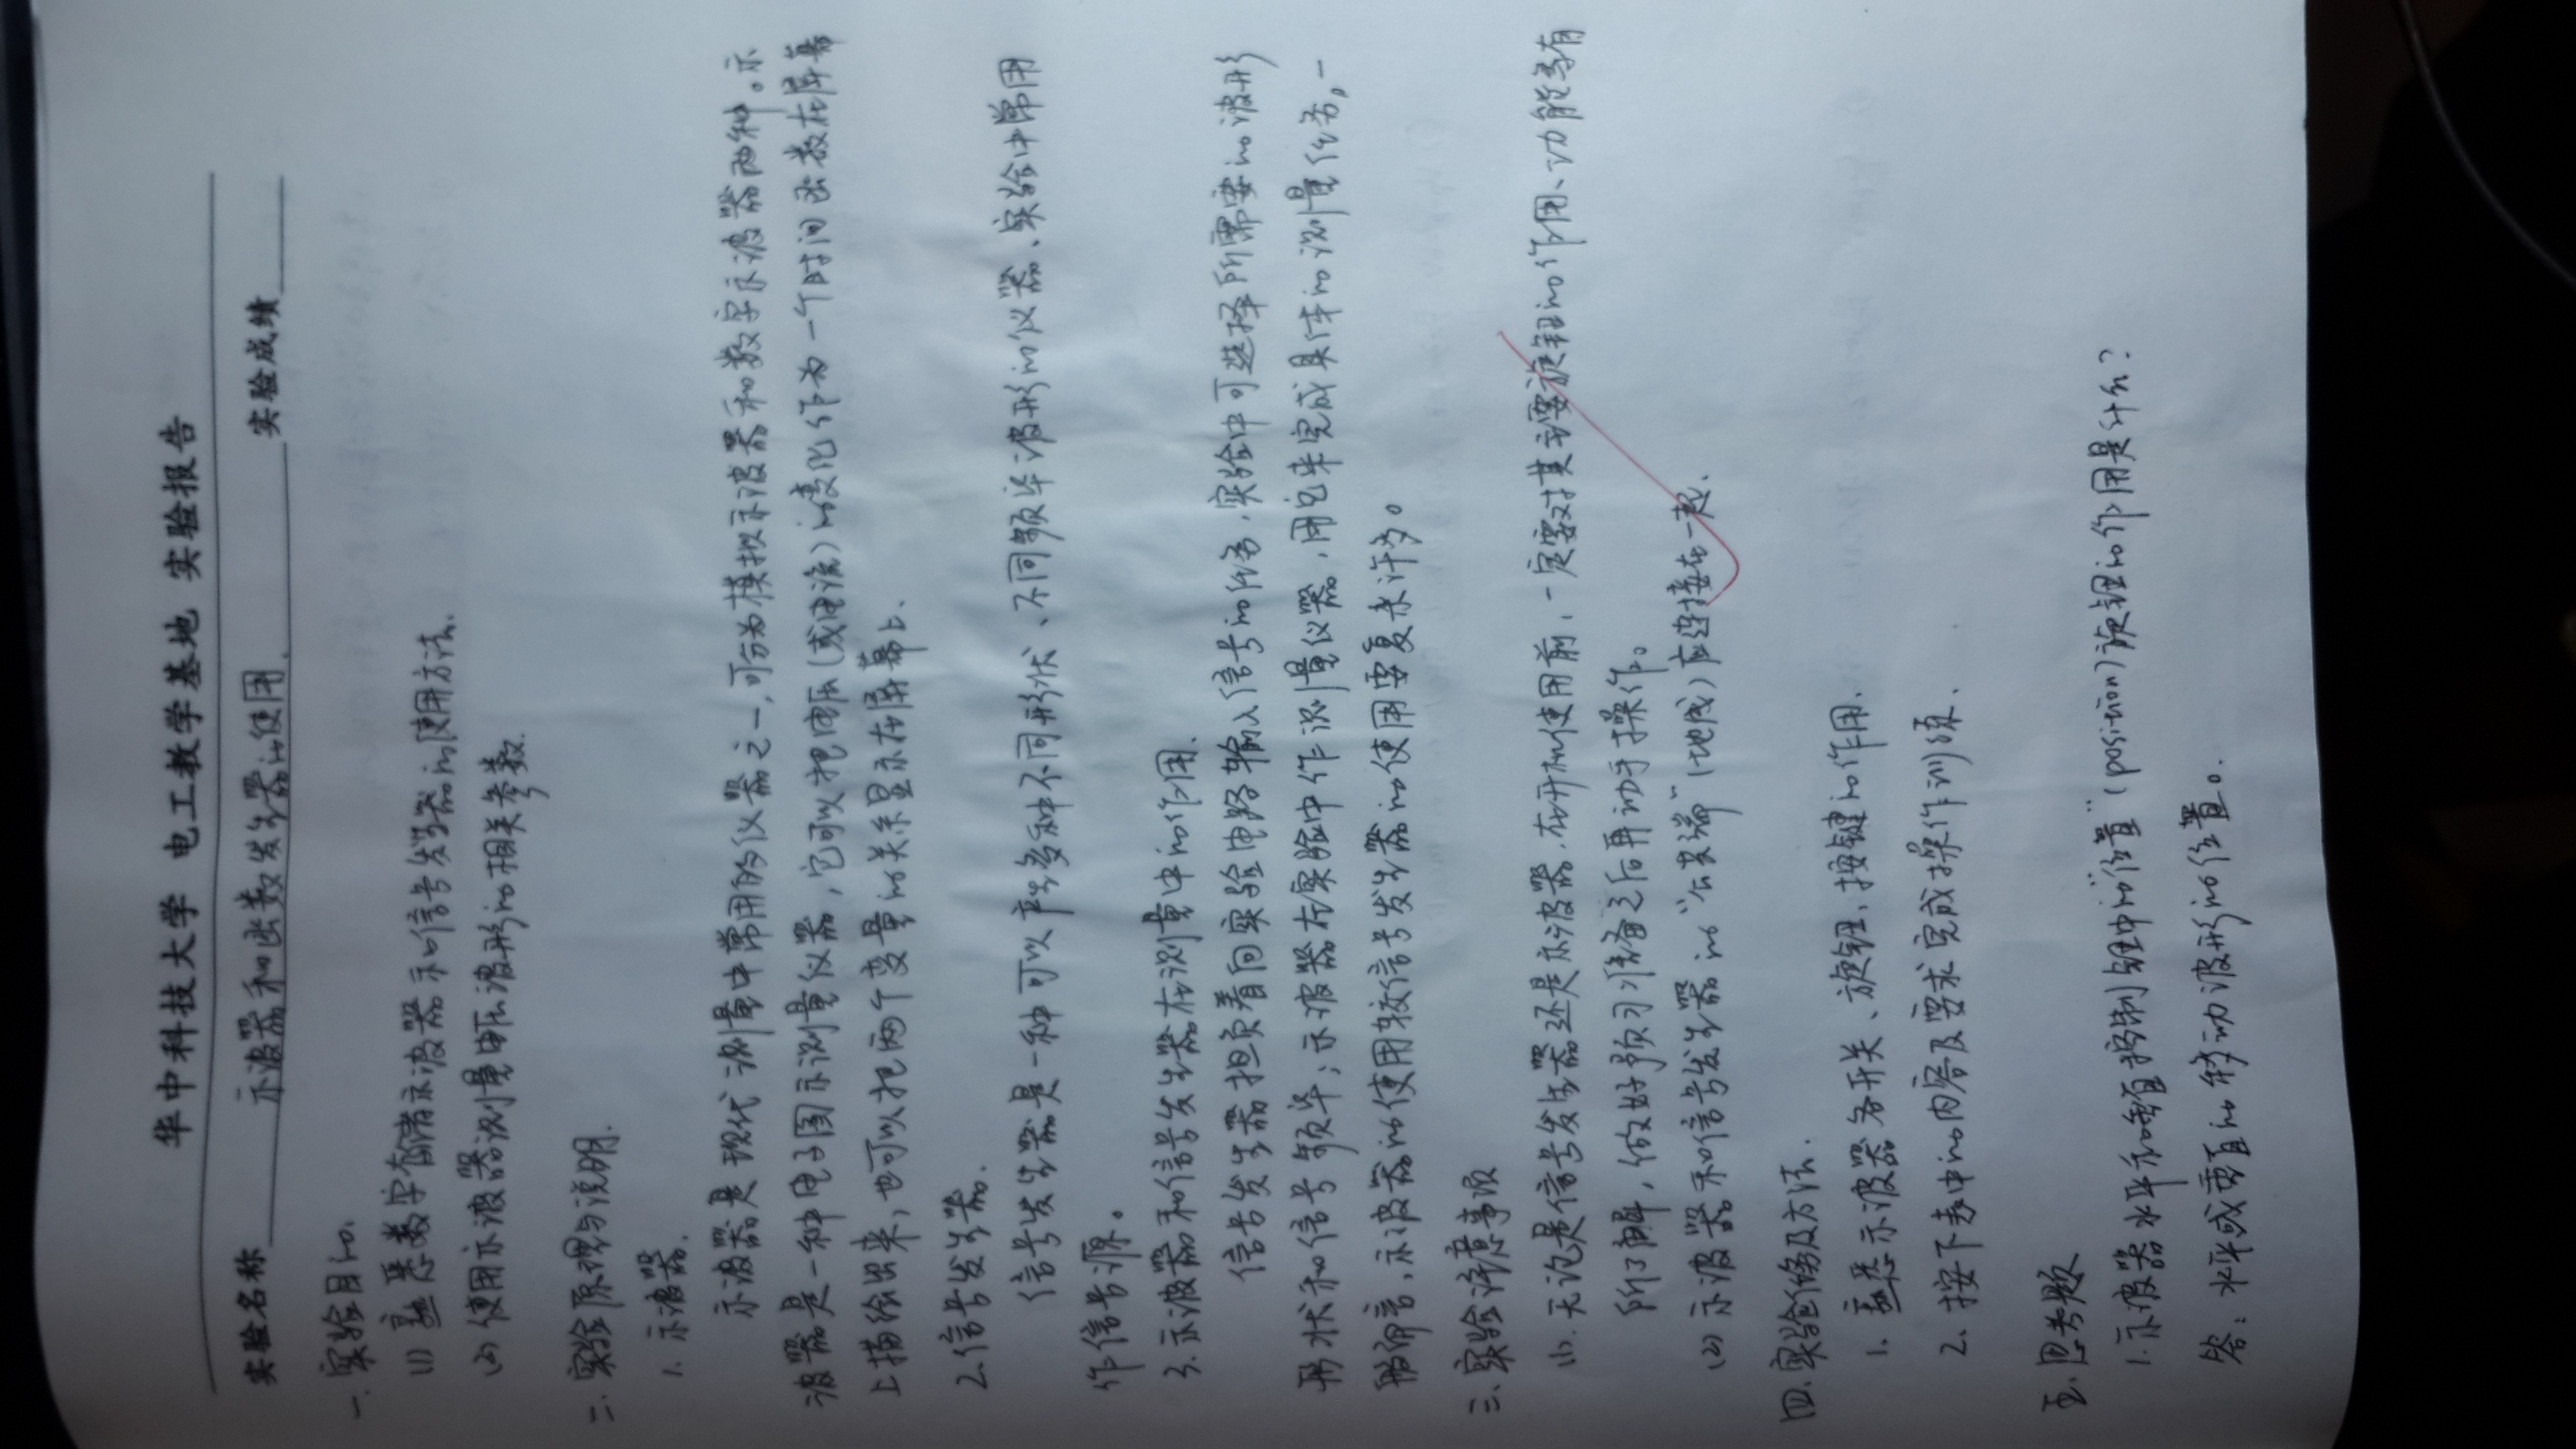 华中科技大学 电工教学基地 实验报告
实验名称 示波器和函数发生器的使用. 实验成绩
一. 实验目的.
(1) 熟悉数字存储示波器和信号发生器的使用方法.
(2) 使用示波器测量电压波形的相关参数.
二. 实验原理与说明.
1. 示波器.
示波器是现代测量中常用的仪器之一,可分为模拟示波器和数字示波器两种。示
波器是一种电子图示测量仪器,它可以把电压(或电流)的变化作为一个时间函数在屏幕
上描绘出来,也可以把两个变量的关系显示在屏幕上.
2.信号发生器.
信号发生器是一种可以产生多种不同形状、不同频率波形的仪器、实验中常用
作信号源。
3. 示波器和信号发生器在测量中的作用.
信号发生器担负着向实验电路输入信号的任务,实验中可选择所需要的波形
形状和信号频率;示波器在实验中作测量仪器,用它来完成具体的测量任务。一
般而言,示波器的使用较信号发生器的使用要复杂许多。
三、实验注意事项
(1). 无论是信号发生器还是示波器,在开机使用前,一定要对其主要旋钮的作用、功能等有
所了解,做好预习准备之后再动手操作。
(2) 示波器和信号发生器的“公共端”(地线)应连接在一起.
四. 实验任务及方法.
1. 熟悉示波器各开关、旋钮,按键的作用.
2. 按下表中的内容及要求完成操作训练.
五. 思考题
1. 示波器水平和垂直控制钮中的“位置”(position)旋钮的作用是什么?
答: 水平或垂直的移动波形的位置。